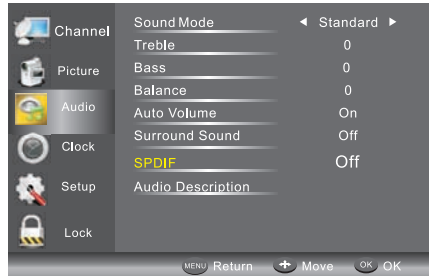 Channel
Picture
Audio
Clock
Setup
Lock
Sound Mode Standard
Treble 0
Bass 0
Balance 0
Auto Volume On
Surround Sound Off
SPDIF Off
Audio Description
MENU Return Move OK OK